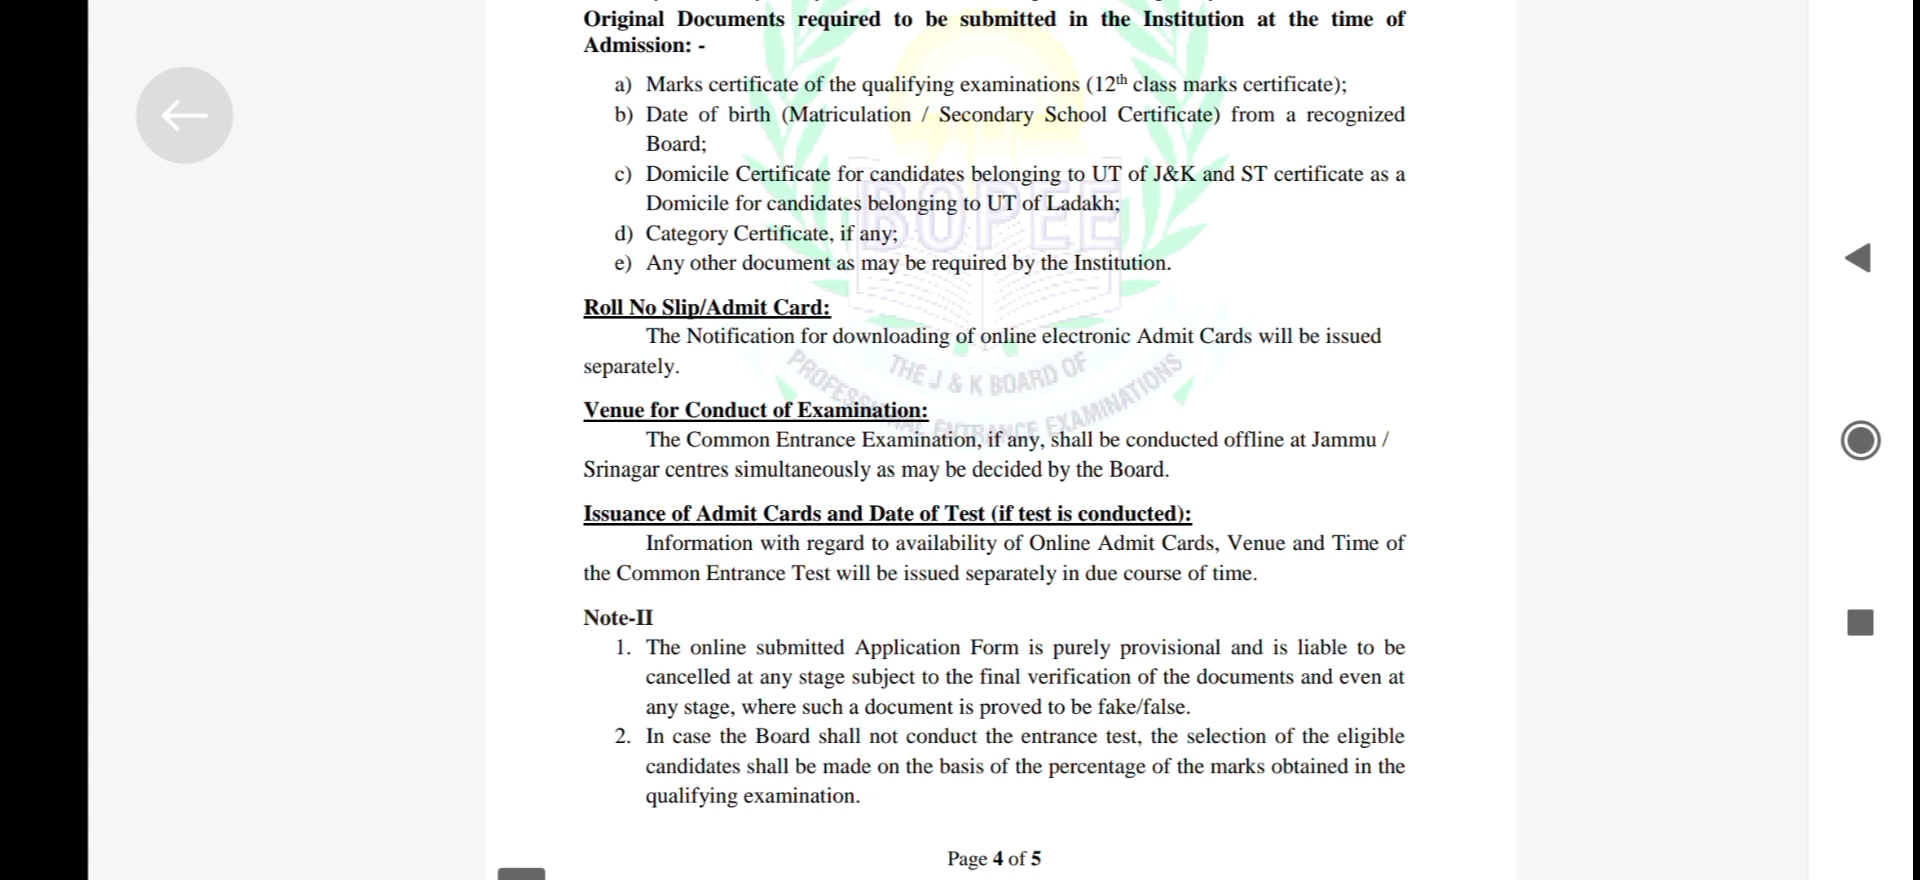 Original Documents required to be submitted in the Institution at the time of
Admission: -
a) Marks certificate of the qualifying examinations (12th class marks certificate);
b) Date of birth (Matriculation / Secondary School Certificate) from a recognized
Board;
c) Domicile Certificate for candidates belonging to UT of J&K and ST certificate as a
Domicile for candidates belonging to UT of Ladakh;
d) Category Certificate, if any;
e) Any other document as may be required by the Institution.
BOPEE
Roll No Slip/Admit Card:
The Notification for downloading of online electronic Admit Cards will be issued
separately.
THE J & K BOARD OF
PROFESSIONAL ENTRANCE EXAMINATIONS
Venue for Conduct of Examination:
The Common Entrance Examination, if any, shall be conducted offline at Jammu /
Srinagar centres simultaneously as may be decided by the Board.
Issuance of Admit Cards and Date of Test (if test is conducted):
Information with regard to availability of Online Admit Cards, Venue and Time of
the Common Entrance Test will be issued separately in due course of time.
Note-II
1. The online submitted Application Form is purely provisional and is liable to be
cancelled at any stage subject to the final verification of the documents and even at
any stage, where such a document is proved to be fake/false.
2. In case the Board shall not conduct the entrance test, the selection of the eligible
candidates shall be made on the basis of the percentage of the marks obtained in the
qualifying examination.
Page 4 of 5